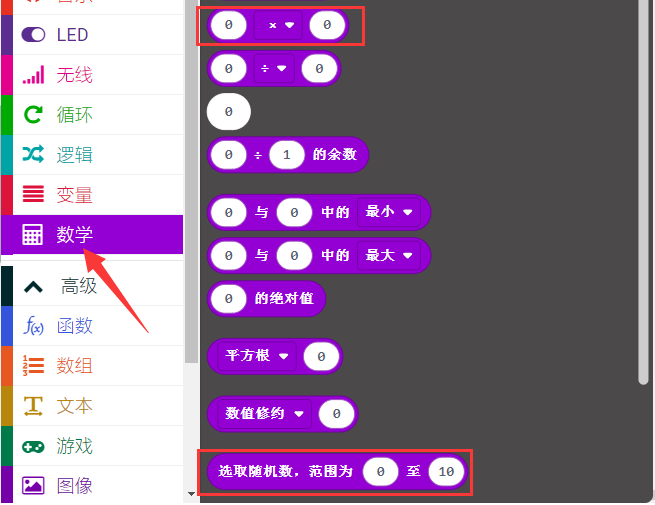 LED
无线
循环
逻辑
变量
数学
高级
f(x) 函数
1
2
3
数组
T 文本
游戏
图像
0 × 0
0 ÷ 0
0
0 ÷ 1 的余数
0 与 0 中的 最小
0 与 0 中的 最大
0 的绝对值
平方根 0
数值修约 0
选取随机数，范围为 0 至 10